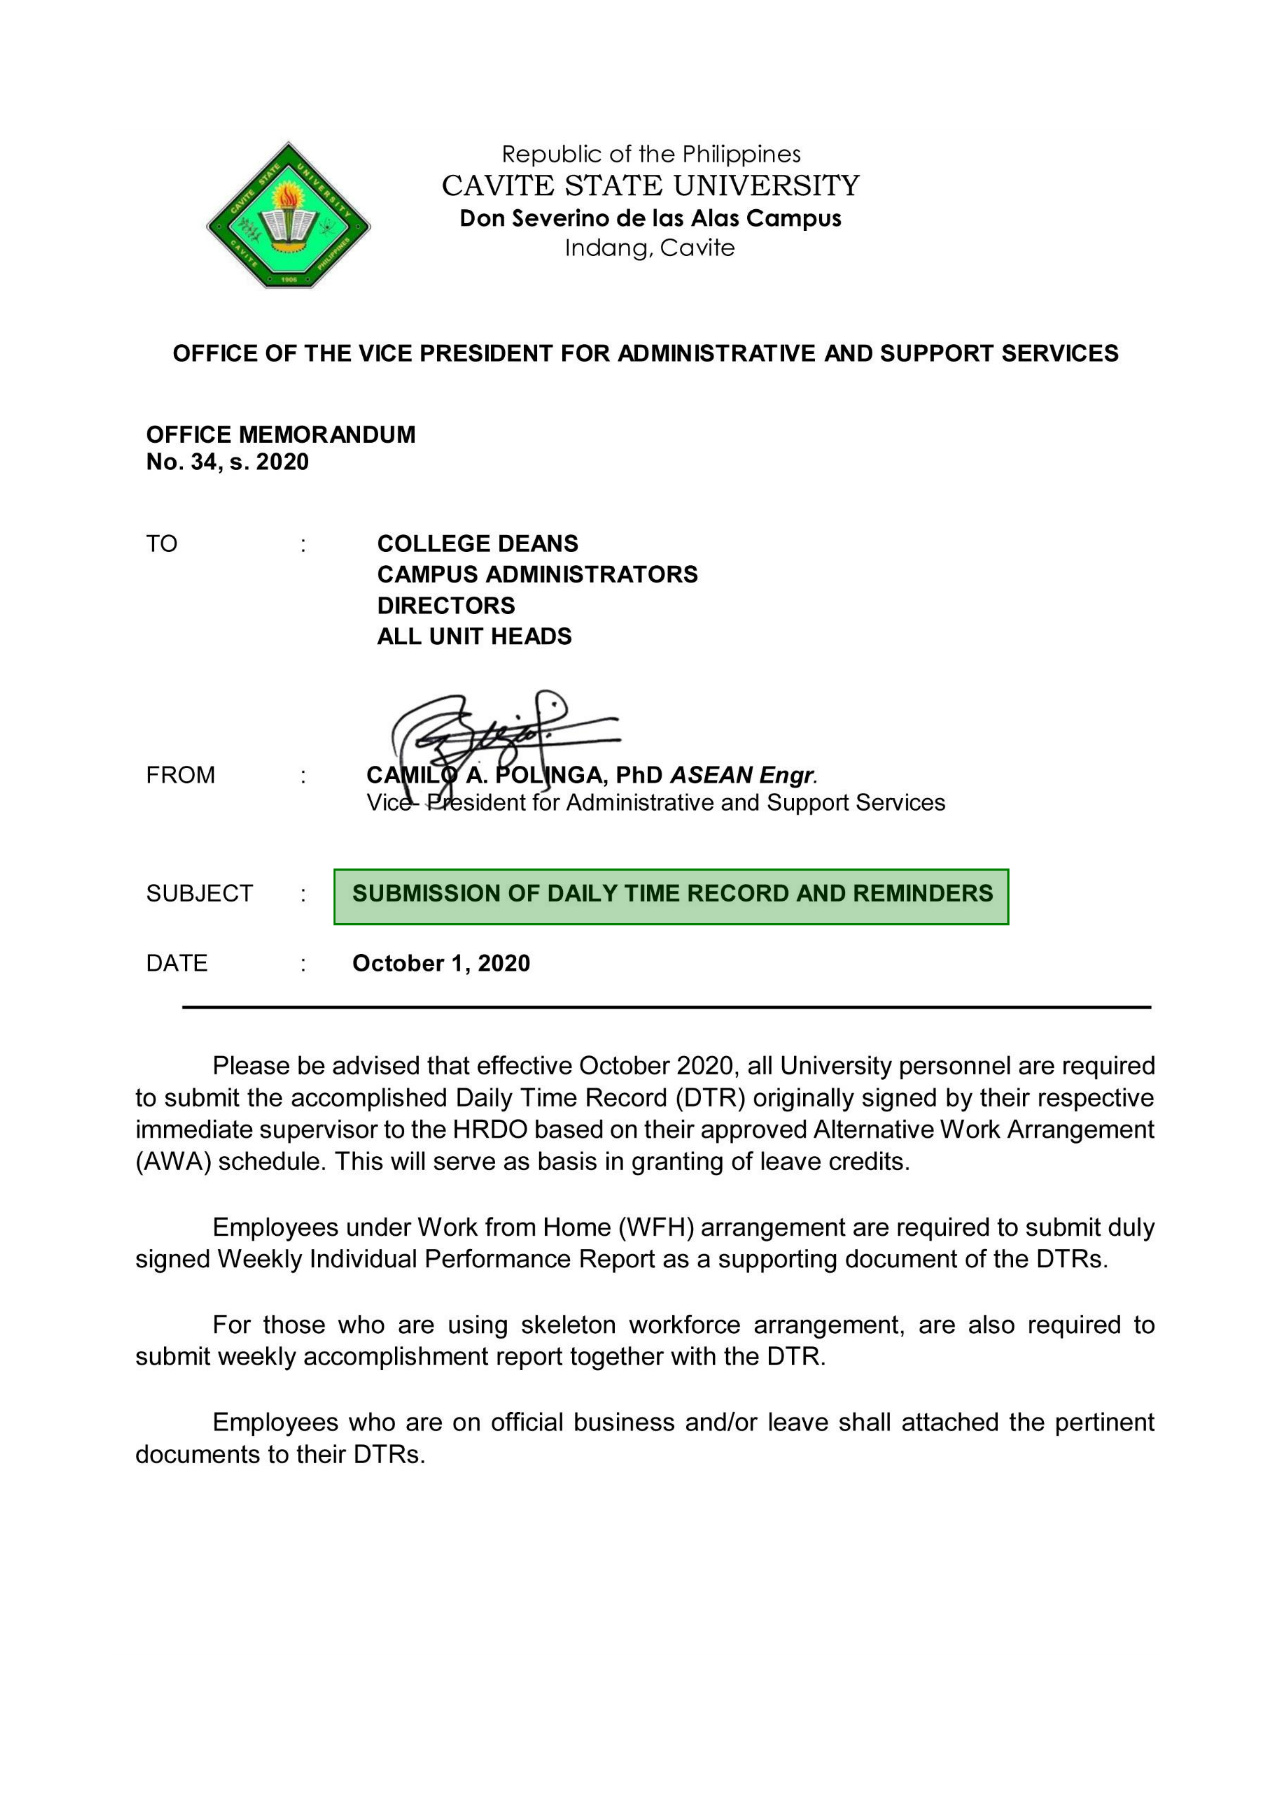 Republic of the Philippines
CAVITE STATE UNIVERSITY
Don Severino de las Alas Campus
Indang, Cavite
CAVITE STATE UNIVERSITY
CAVITE PHILIPPINES
1906
OFFICE OF THE VICE PRESIDENT FOR ADMINISTRATIVE AND SUPPORT SERVICES
OFFICE MEMORANDUM
No. 34, s. 2020
TO : COLLEGE DEANS
CAMPUS ADMINISTRATORS
DIRECTORS
ALL UNIT HEADS
FROM : CAMILO A. POLINGA, PhD ASEAN Engr.
Vice- President for Administrative and Support Services
SUBJECT : SUBMISSION OF DAILY TIME RECORD AND REMINDERS
DATE : October 1, 2020
Please be advised that effective October 2020, all University personnel are required
to submit the accomplished Daily Time Record (DTR) originally signed by their respective
immediate supervisor to the HRDO based on their approved Alternative Work Arrangement
(AWA) schedule. This will serve as basis in granting of leave credits.
Employees under Work from Home (WFH) arrangement are required to submit duly
signed Weekly Individual Performance Report as a supporting document of the DTRs.
For those who are using skeleton workforce arrangement, are also required to
submit weekly accomplishment report together with the DTR.
Employees who are on official business and/or leave shall attached the pertinent
documents to their DTRs.